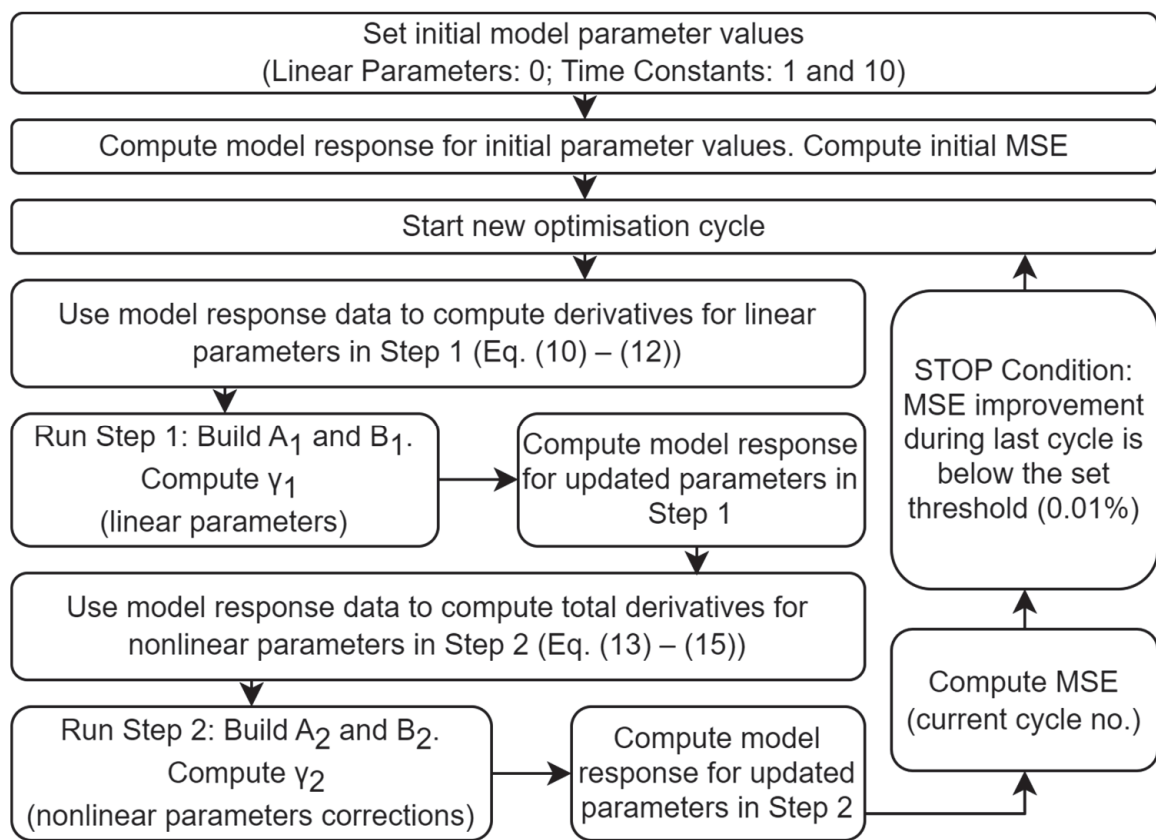 Set initial model parameter values
(Linear Parameters: 0; Time Constants: 1 and 10)
Compute model response for initial parameter values. Compute initial MSE
Start new optimisation cycle
Use model response data to compute derivatives for linear
parameters in Step 1 (Eq. (10) – (12))
Run Step 1: Build A₁ and B₁.
Compute γ₁
(linear parameters)
Compute model response
for updated parameters in
Step 1
Use model response data to compute total derivatives for
nonlinear parameters in Step 2 (Eq. (13) – (15))
Run Step 2: Build A₂ and B₂.
Compute γ₂
(nonlinear parameters corrections)
Compute model
response for updated
parameters in Step 2
Compute MSE
(current cycle no.)
STOP Condition:
MSE improvement
during last cycle is
below the set
threshold (0.01%)